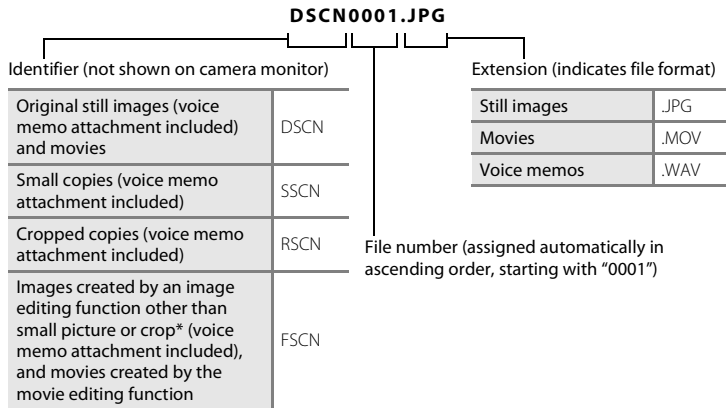 DSCN0001.JPG
Identifier (not shown on camera monitor)
Original still images (voice
memo attachment included)
and movies
DSCN
Small copies (voice memo
attachment included)
SSCN
Cropped copies (voice memo
attachment included)
RSCN
Images created by an image
editing function other than
small picture or crop* (voice
memo attachment included),
and movies created by the
movie editing function
FSCN
Extension (indicates file format)
Still images .JPG
Movies .MOV
Voice memos .WAV
File number (assigned automatically in
ascending order, starting with “0001”)